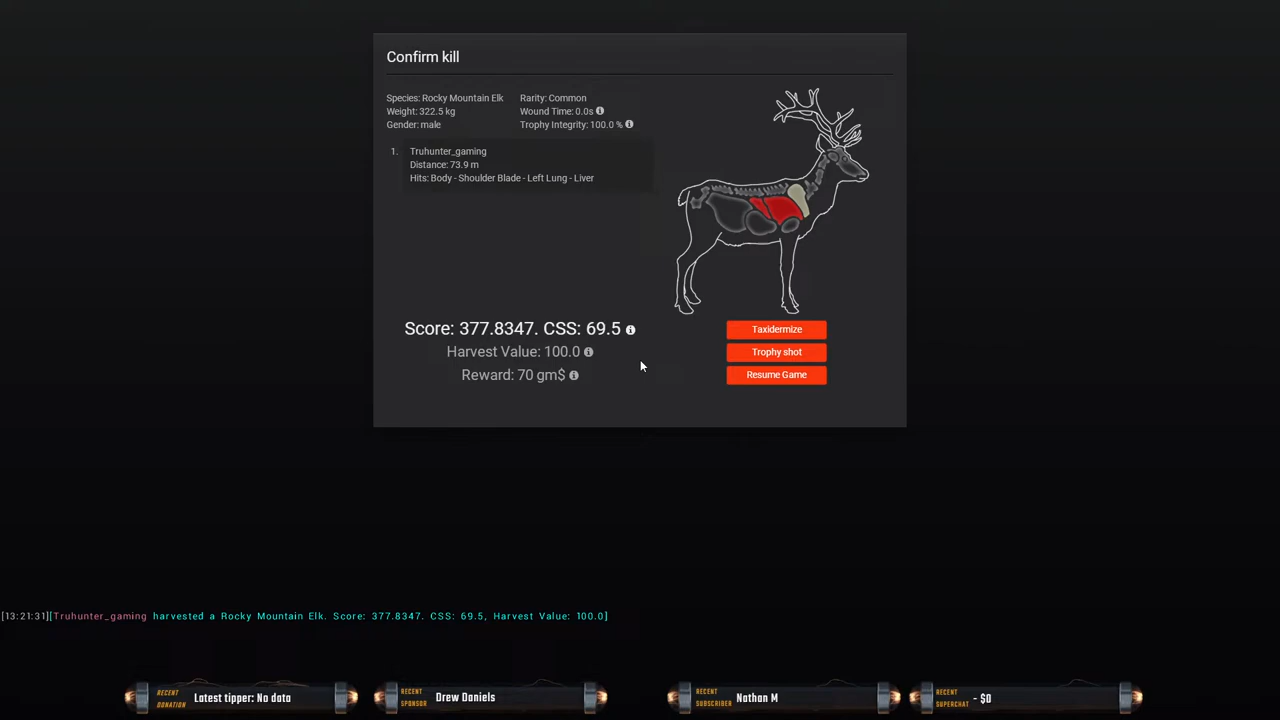 Confirm kill
Species: Rocky Mountain Elk
Weight: 322.5 kg
Gender: male
Rarity: Common
Wound Time: 0.0s
Trophy Integrity: 100.0 %
1.
Truhunter_gaming
Distance: 73.9 m
Hits: Body - Shoulder Blade - Left Lung - Liver
Score: 377.8347. CSS: 69.5
Harvest Value: 100.0
Reward: 70 gm$
Taxidermize
Trophy shot
Resume Game
[13:21:31][Truhunter_gaming harvested a Rocky Mountain Elk. Score: 377.8347. CSS: 69.5, Harvest Value: 100.0]
RECENT
DONATION
Latest tipper: No data
RECENT
SPONSOR
Drew Daniels
RECENT
SUBSCRIBER
Nathan M
RECENT
SUPERCHAT
- $0